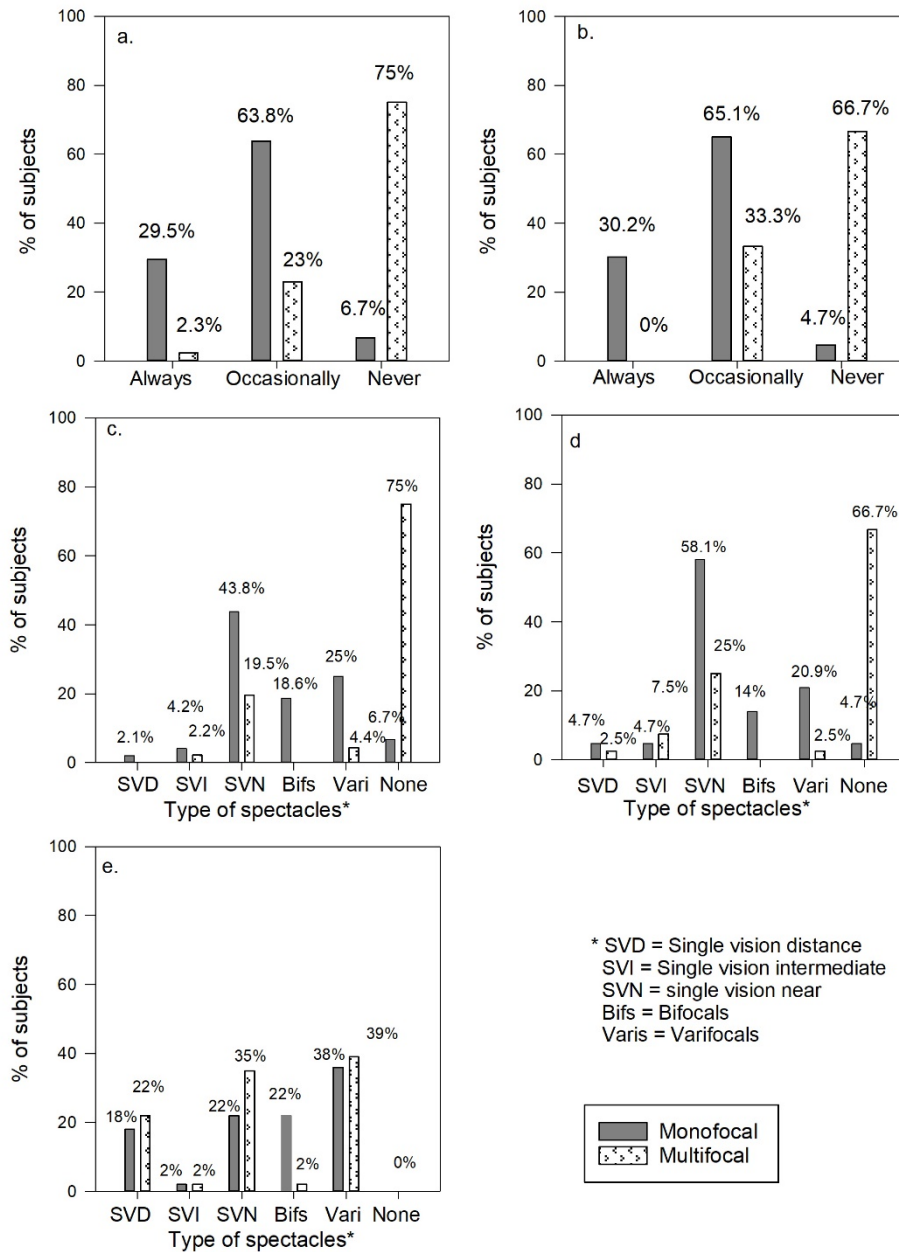 a.
% of subjects
100
80
60
40
20
0
29.5%
2.3%
63.8%
23%
6.7%
75%
Always Occasionally Never
b.
% of subjects
100
80
60
40
20
0
30.2%
0%
65.1%
33.3%
4.7%
66.7%
Always Occasionally Never
c.
% of subjects
100
80
60
40
20
0
2.1%
4.2%
2.2%
43.8%
19.5%
18.6%
25%
4.4%
6.7%
75%
SVD SVI SVN Bifs Vari None
Type of spectacles*
d
% of subjects
100
80
60
40
20
0
4.7%
2.5%
4.7%
7.5%
58.1%
25%
14%
20.9%
2.5%
4.7%
66.7%
SVD SVI SVN Bifs Vari None
Type of spectacles*
e.
% of subjects
100
80
60
40
20
0
18%
22%
2%
2%
22%
35%
22%
2%
38%
39%
0%
SVD SVI SVN Bifs Vari None
Type of spectacles*
* SVD = Single vision distance
SVI = Single vision intermediate
SVN = single vision near
Bifs = Bifocals
Varis = Varifocals
Monofocal
Multifocal